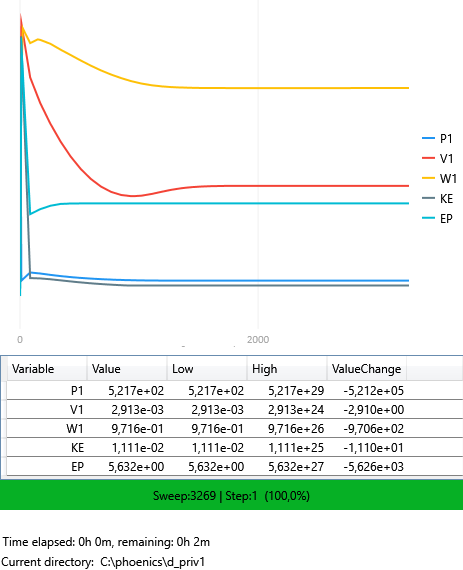 P1
V1
W1
KE
EP
0 2000
Variable Value Low High ValueChange
P1 5,217e+02 5,217e+02 5,217e+29 -5,212e+05
V1 2,913e-03 2,913e-03 2,913e+24 -2,910e+00
W1 9,716e-01 9,716e-01 9,716e+26 -9,706e+02
KE 1,111e-02 1,111e-02 1,111e+25 -1,110e+01
EP 5,632e+00 5,632e+00 5,632e+27 -5,626e+03
Sweep:3269 | Step:1 (100,0%)
Time elapsed: 0h 0m, remaining: 0h 2m
Current directory: C:\phoenics\d_priv1